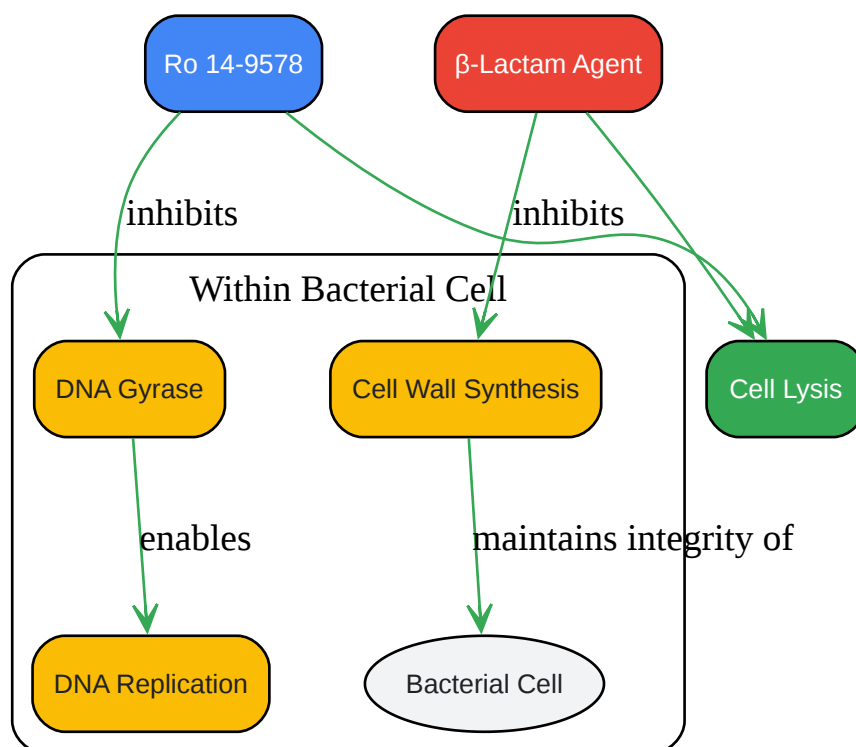 Ro 14-9578
β-Lactam Agent
inhibits
inhibits
Within Bacterial Cell
DNA Gyrase
Cell Wall Synthesis
Cell Lysis
enables
maintains integrity of
DNA Replication
Bacterial Cell